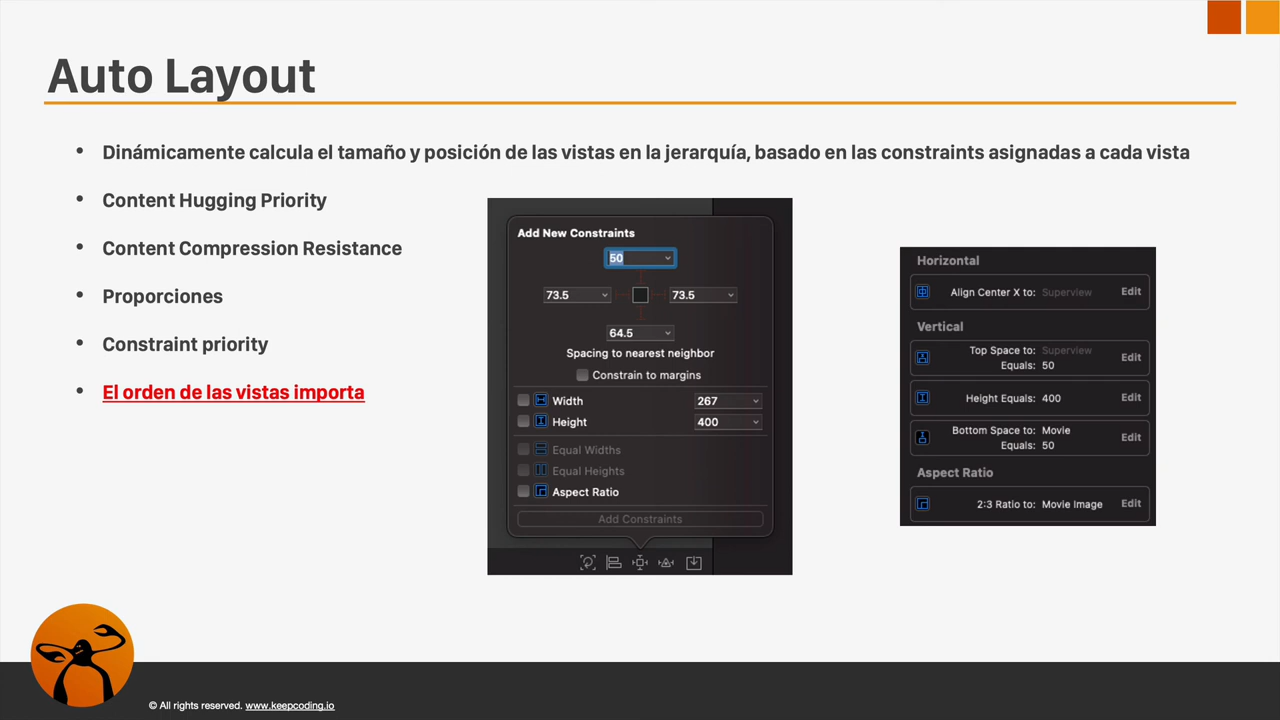 Auto Layout
• Dinámicamente calcula el tamaño y posición de las vistas en la jerarquía, basado en las constraints asignadas a cada vista
• Content Hugging Priority
• Content Compression Resistance
• Proporciones
• Constraint priority
• El orden de las vistas importa
Add New Constraints
50
73.5 73.5
64.5
Spacing to nearest neighbor
Constrain to margins
Width 267
Height 400
Equal Widths
Equal Heights
Aspect Ratio
Add Constraints
Horizontal
Align Center X to: Superview Edit
Vertical
Top Space to: Superview
Equals: 50 Edit
Height Equals: 400 Edit
Bottom Space to: Movie
Equals: 50 Edit
Aspect Ratio
2:3 Ratio to: Movie Image Edit
© All rights reserved. www.keepcoding.io